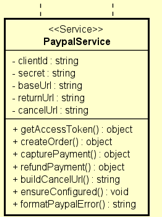 <<Service>>
PaypalService
- clientId : string
- secret : string
- baseUrl : string
- returnUrl : string
- cancelUrl : string
+ getAccessToken() : object
+ createOrder() : object
+ capturePayment() : object
+ refundPayment() : object
+ buildCancelUrl() : string
+ ensureConfigured() : void
+ formatPaypalError() : string